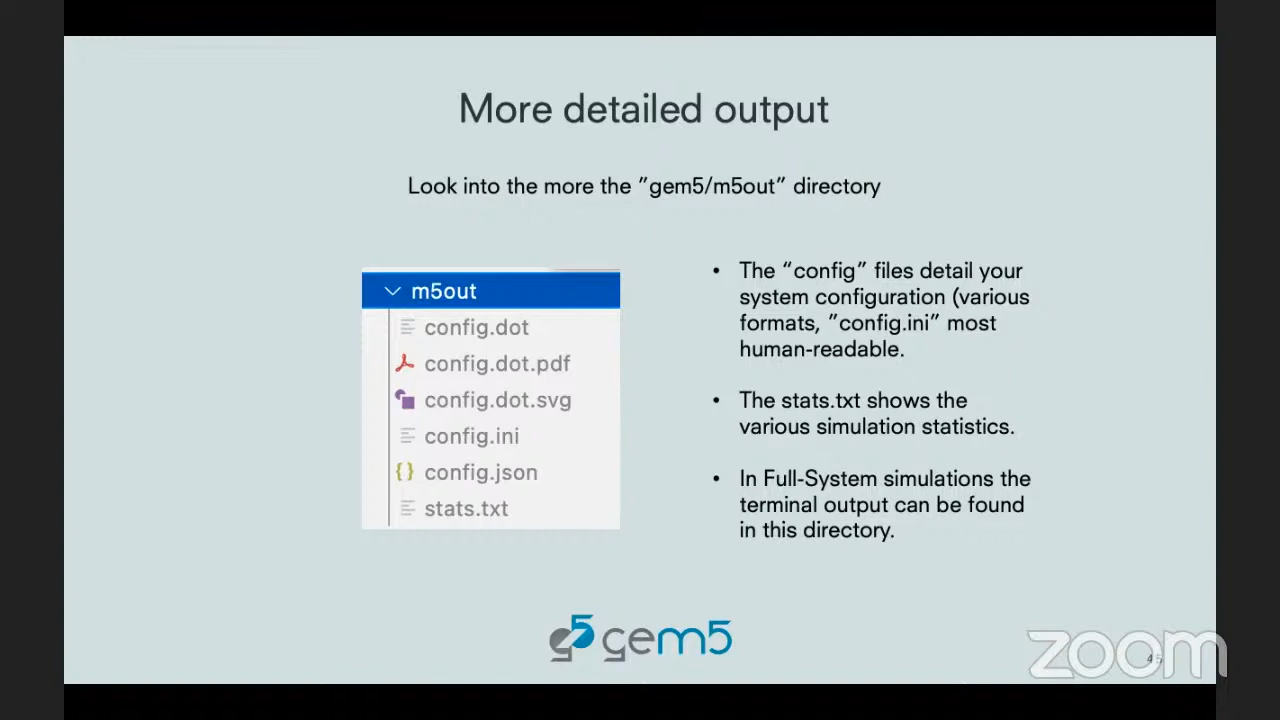 More detailed output
Look into the more the ”gem5/m5out” directory
m5out
config.dot
config.dot.pdf
config.dot.svg
config.ini
config.json
stats.txt
• The “config” files detail your
system configuration (various
formats, ”config.ini” most
human-readable.
• The stats.txt shows the
various simulation statistics.
• In Full-System simulations the
terminal output can be found
in this directory.
gem5
zoom